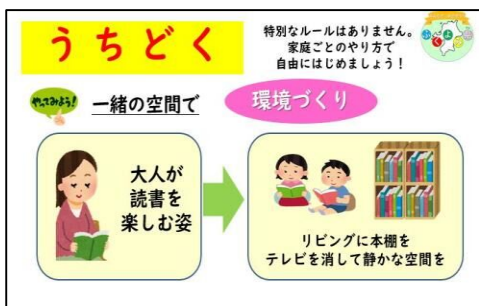 うちどく
特別なルールはありません。
家庭ごとのやり方で
自由にはじめましょう！
やってみよう!
一緒の空間で
環境づくり
大人が
読書を
楽しむ姿
リビングに本棚を
テレビを消して静かな空間を